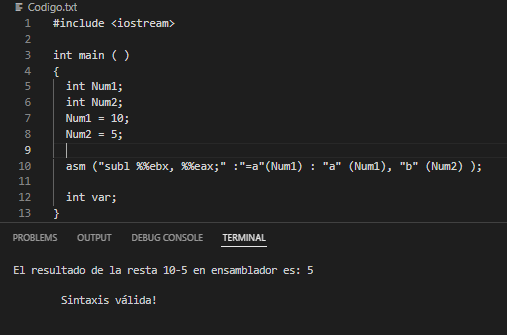 Codigo.txt
1 #include <iostream>
2
3 int main ( )
4 {
5 int Num1;
6 int Num2;
7 Num1 = 10;
8 Num2 = 5;
9
10 asm ("subl %%ebx, %%eax;" :"=a"(Num1) : "a" (Num1), "b" (Num2) );
11
12 int var;
13 }
PROBLEMS OUTPUT DEBUG CONSOLE TERMINAL
El resultado de la resta 10-5 en ensamblador es: 5
Sintaxis válida!